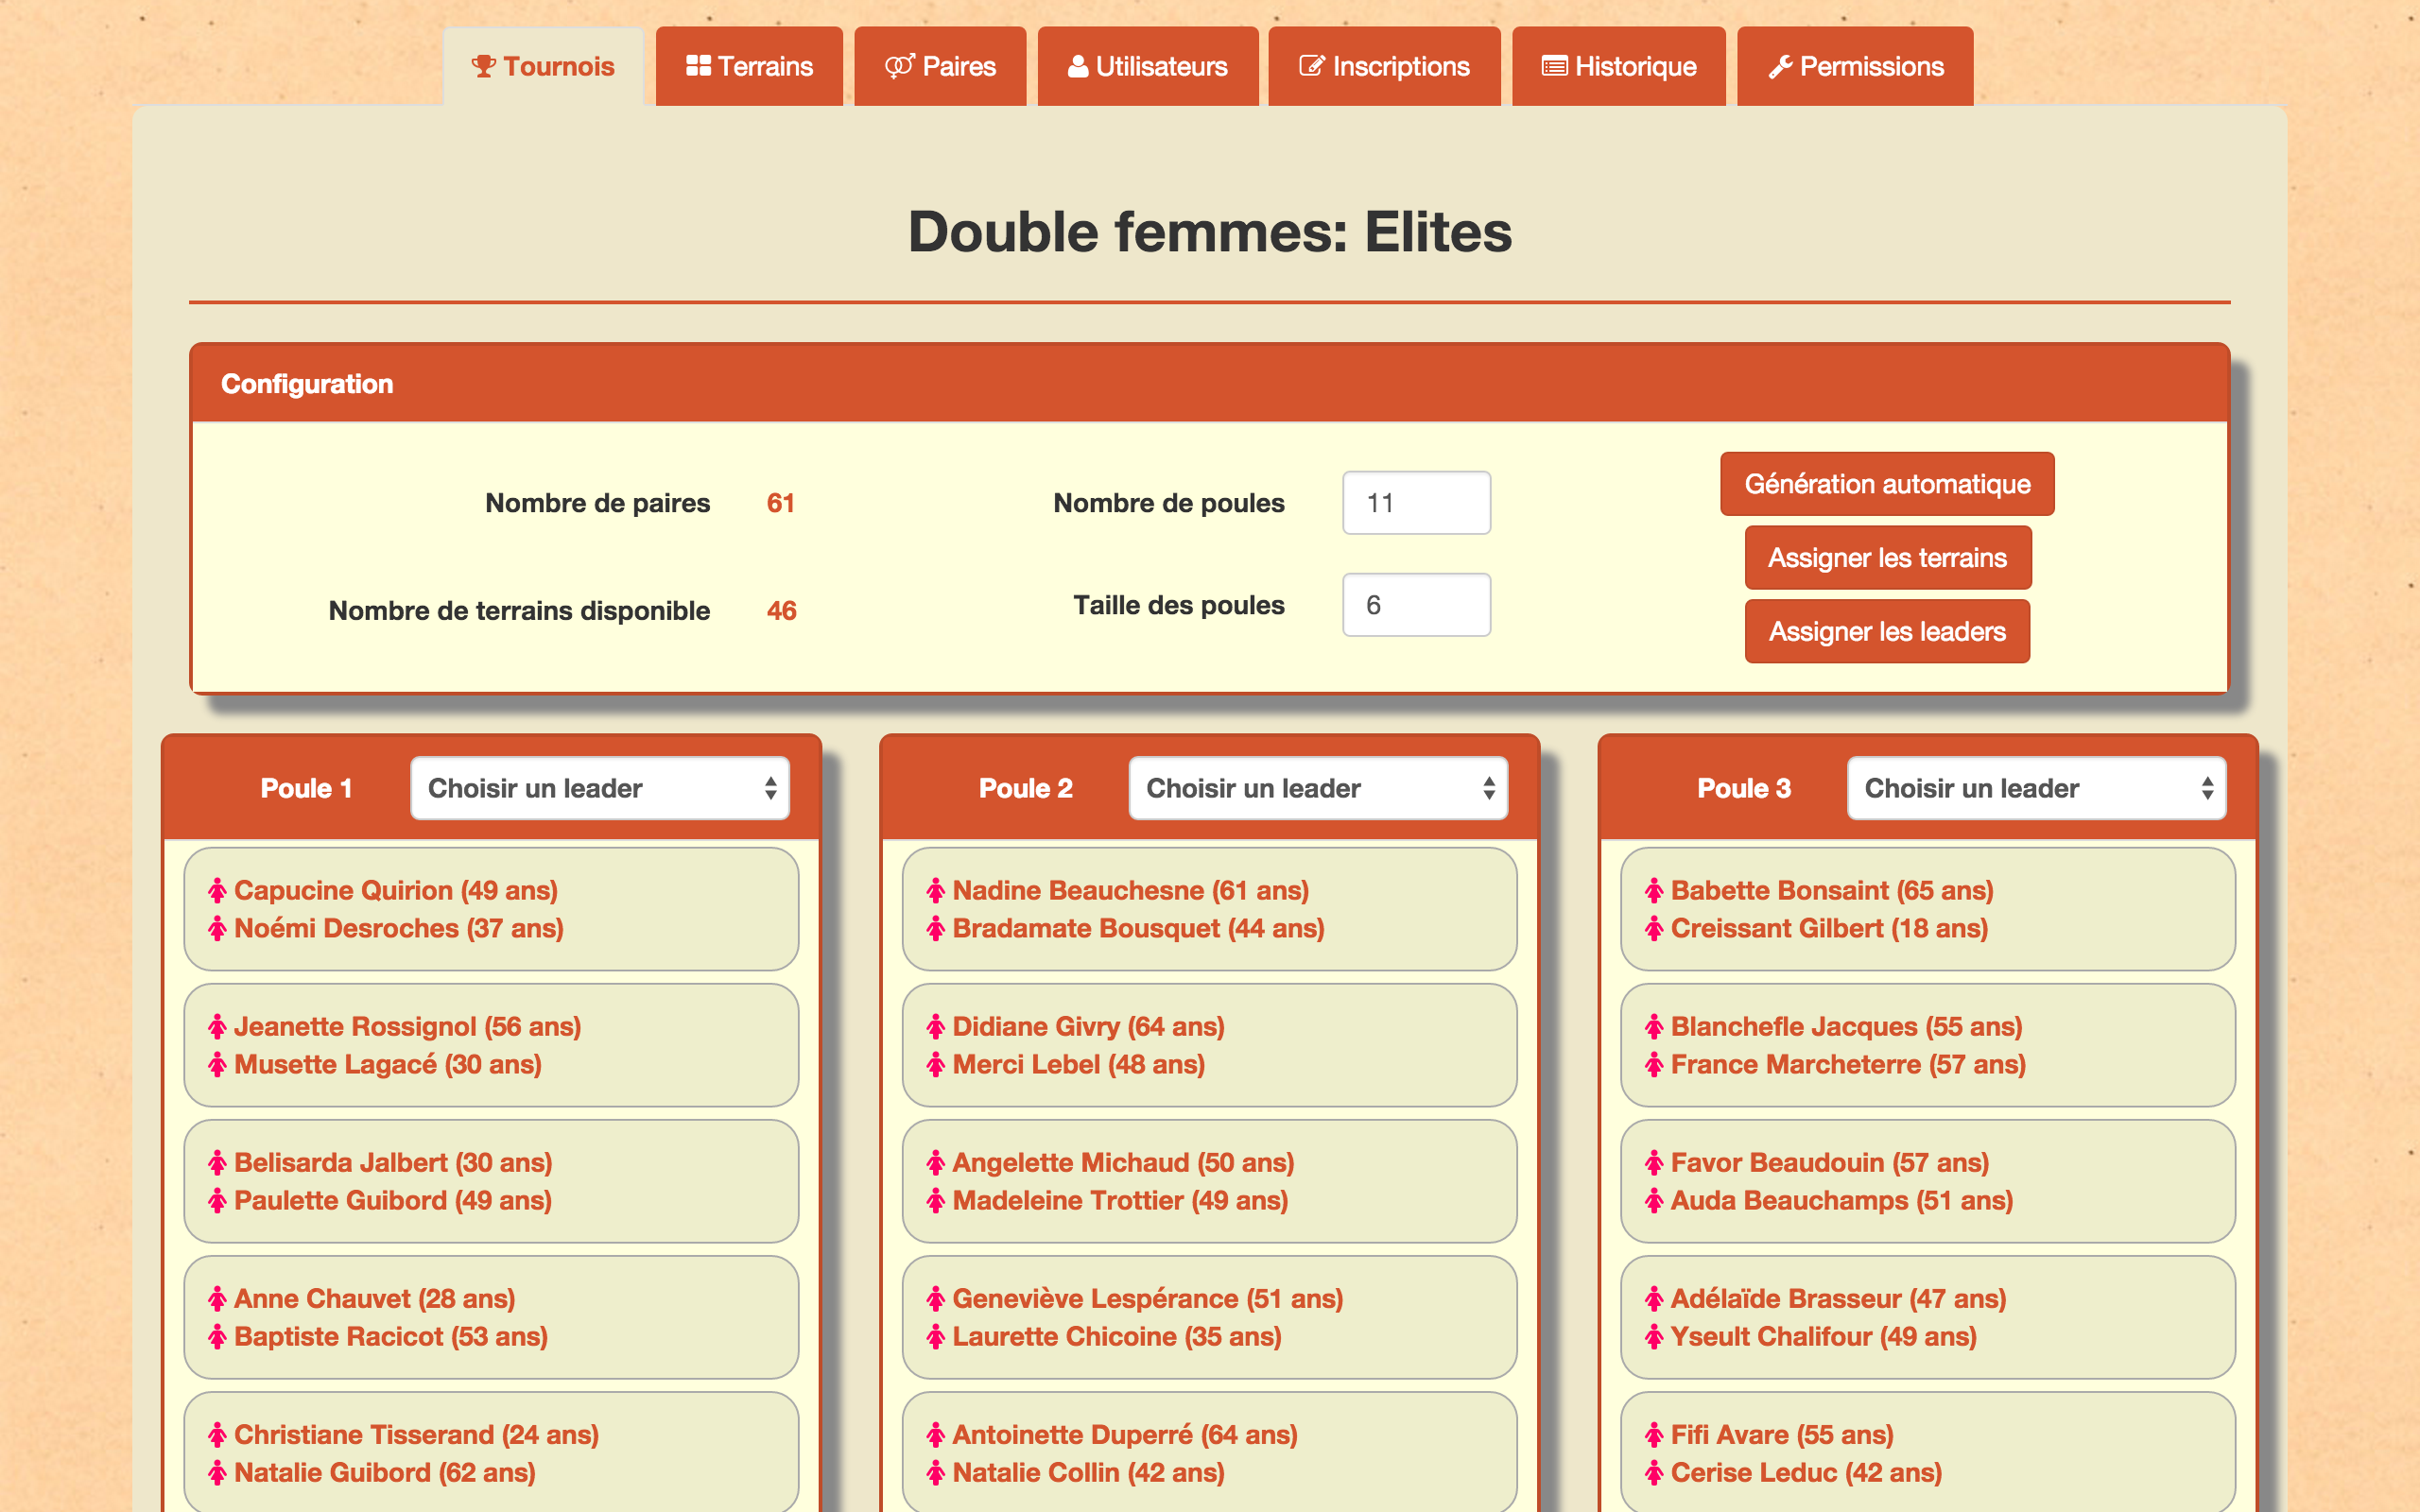 Tournois Terrains Paires Utilisateurs Inscriptions Historique Permissions
Double femmes: Elites
Configuration
Nombre de paires 61
Nombre de poules 11
Génération automatique
Assigner les terrains
Nombre de terrains disponible 46
Taille des poules 6
Assigner les leaders
Poule 1 Choisir un leader
Capucine Quirion (49 ans)
Noémi Desroches (37 ans)
Jeanette Rossignol (56 ans)
Musette Lagacé (30 ans)
Belisarda Jalbert (30 ans)
Paulette Guibord (49 ans)
Anne Chauvet (28 ans)
Baptiste Racicot (53 ans)
Christiane Tisserand (24 ans)
Natalie Guibord (62 ans)
Poule 2 Choisir un leader
Nadine Beauchesne (61 ans)
Bradamate Bousquet (44 ans)
Didiane Givry (64 ans)
Merci Lebel (48 ans)
Angelette Michaud (50 ans)
Madeleine Trottier (49 ans)
Geneviève Lespérance (51 ans)
Laurette Chicoine (35 ans)
Antoinette Duperré (64 ans)
Natalie Collin (42 ans)
Poule 3 Choisir un leader
Babette Bonsaint (65 ans)
Creissant Gilbert (18 ans)
Blanchefle Jacques (55 ans)
France Marcheterre (57 ans)
Favor Beaudouin (57 ans)
Auda Beauchamps (51 ans)
Adélaïde Brasseur (47 ans)
Yseult Chalifour (49 ans)
Fifi Avare (55 ans)
Cerise Leduc (42 ans)